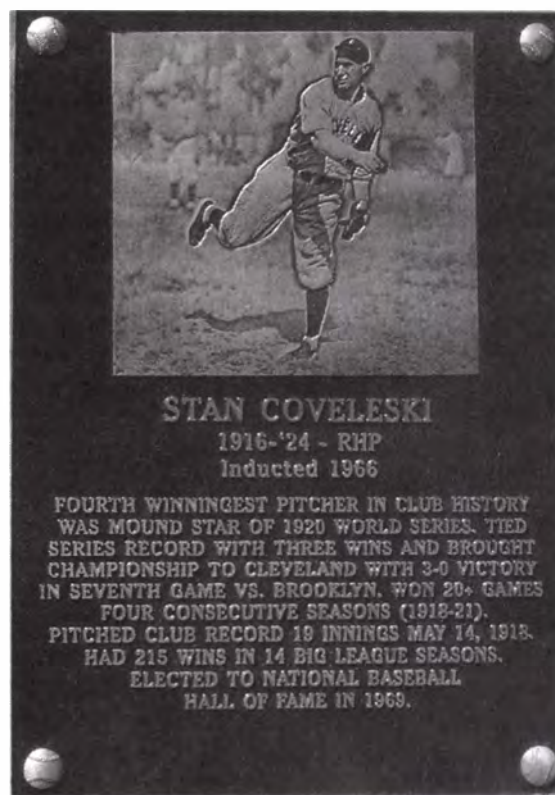 STAN COVELESKI
1916-'24 - RHP
Inducted 1966
FOURTH WINNINGEST PITCHER IN CLUB HISTORY
WAS MOUND STAR OF 1920 WORLD SERIES. TIED
SERIES RECORD WITH THREE WINS AND BROUGHT
CHAMPIONSHIP TO CLEVELAND WITH 3-0 VICTORY
IN SEVENTH GAME VS. BROOKLYN. WON 20+ GAMES
FOUR CONSECUTIVE SEASONS (1918-21).
PITCHED CLUB RECORD 19 INNINGS MAY 14, 1918.
HAD 215 WINS IN 14 BIG LEAGUE SEASONS.
ELECTED TO NATIONAL BASEBALL
HALL OF FAME IN 1969.